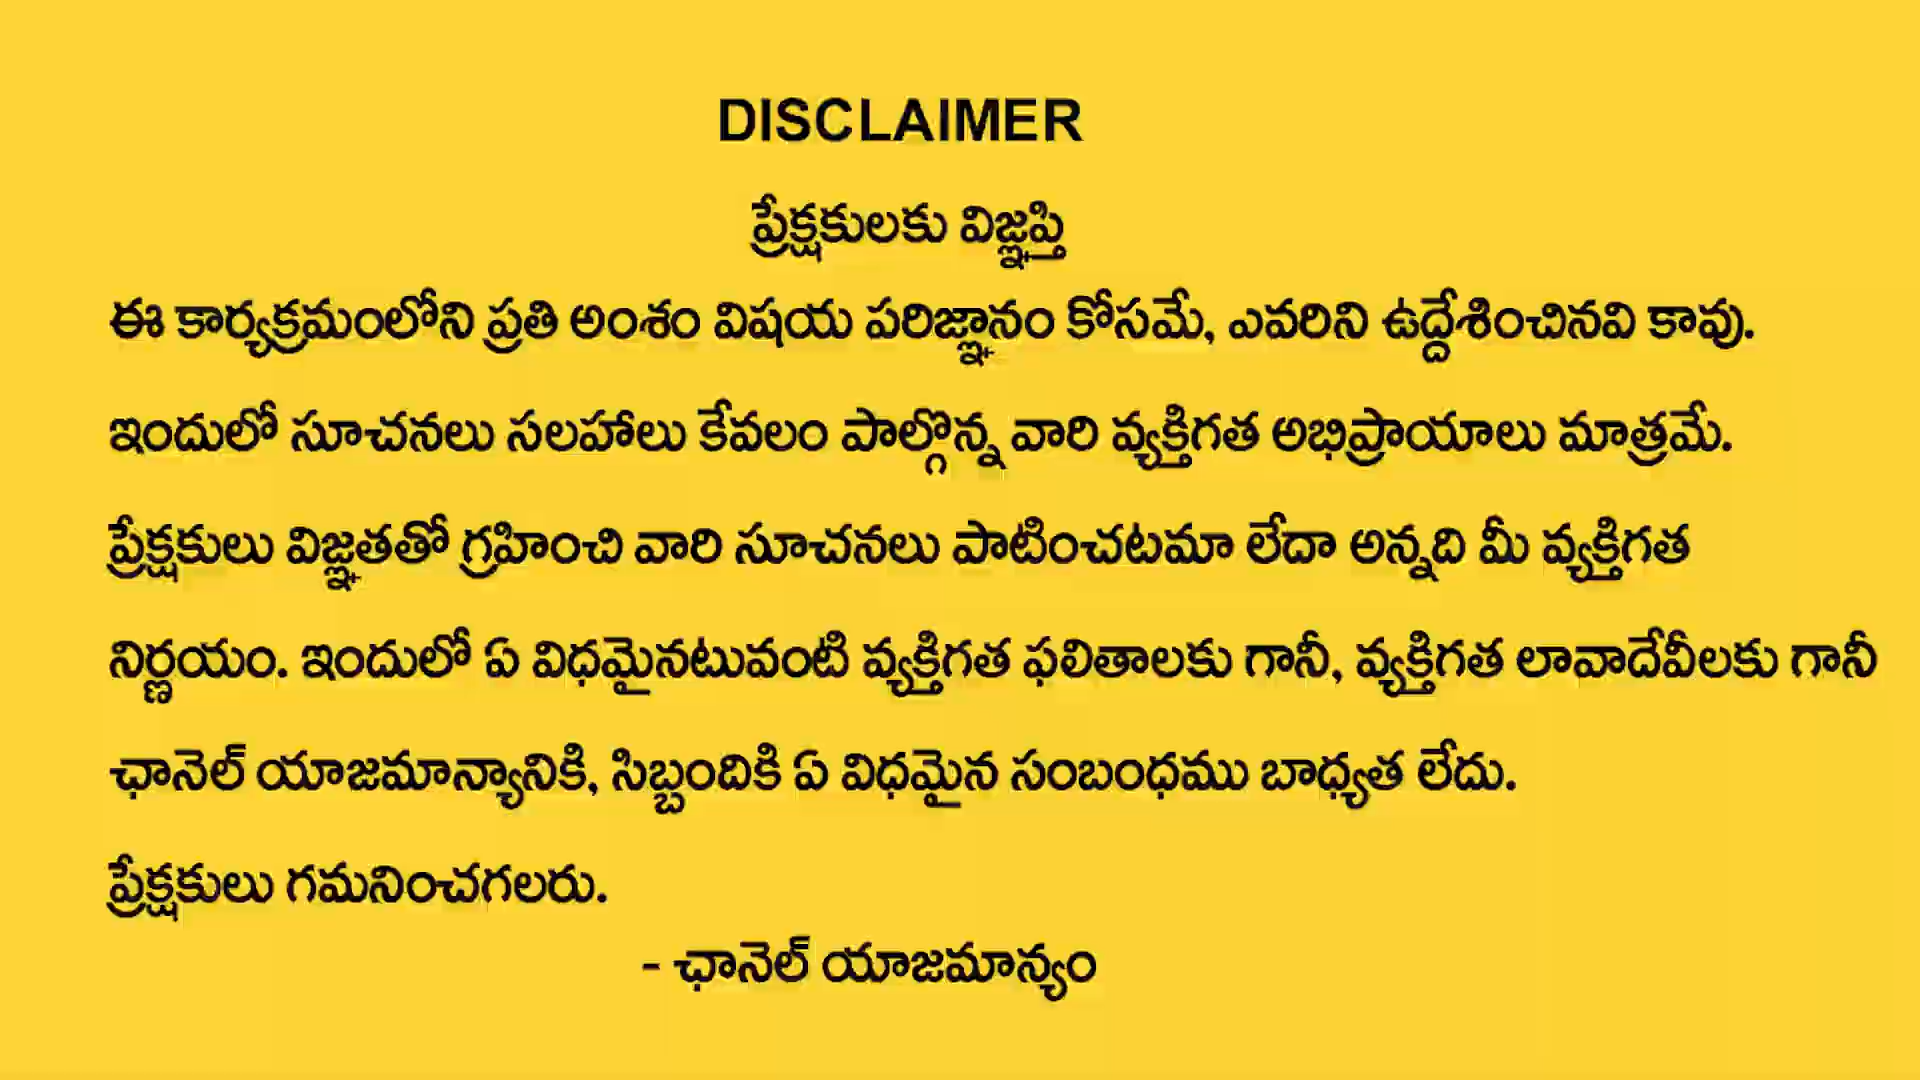 DISCLAIMER
ప్రేక్షకులకు విజ్ఞప్తి
ఈ కార్యక్రమంలోని ప్రతి అంశం విషయ పరిజ్ఞానం కోసమే, ఎవరిని ఉద్దేశించినవి కావు.
ఇందులో సూచనలు సలహాలు కేవలం పాల్గొన్న వారి వ్యక్తిగత అభిప్రాయాలు మాత్రమే.
ప్రేక్షకులు విజ్ఞతతో గ్రహించి వారి సూచనలు పాటించటమా లేదా అన్నది మీ వ్యక్తిగత
నిర్ణయం. ఇందులో ఏ విధమైనటువంటి వ్యక్తిగత ఫలితాలకు గానీ, వ్యక్తిగత లావాదేవీలకు గానీ
ఛానెల్ యాజమాన్యానికి, సిబ్బందికి ఏ విధమైన సంబంధము బాధ్యత లేదు.
ప్రేక్షకులు గమనించగలరు.
- ఛానెల్ యాజమాన్యం